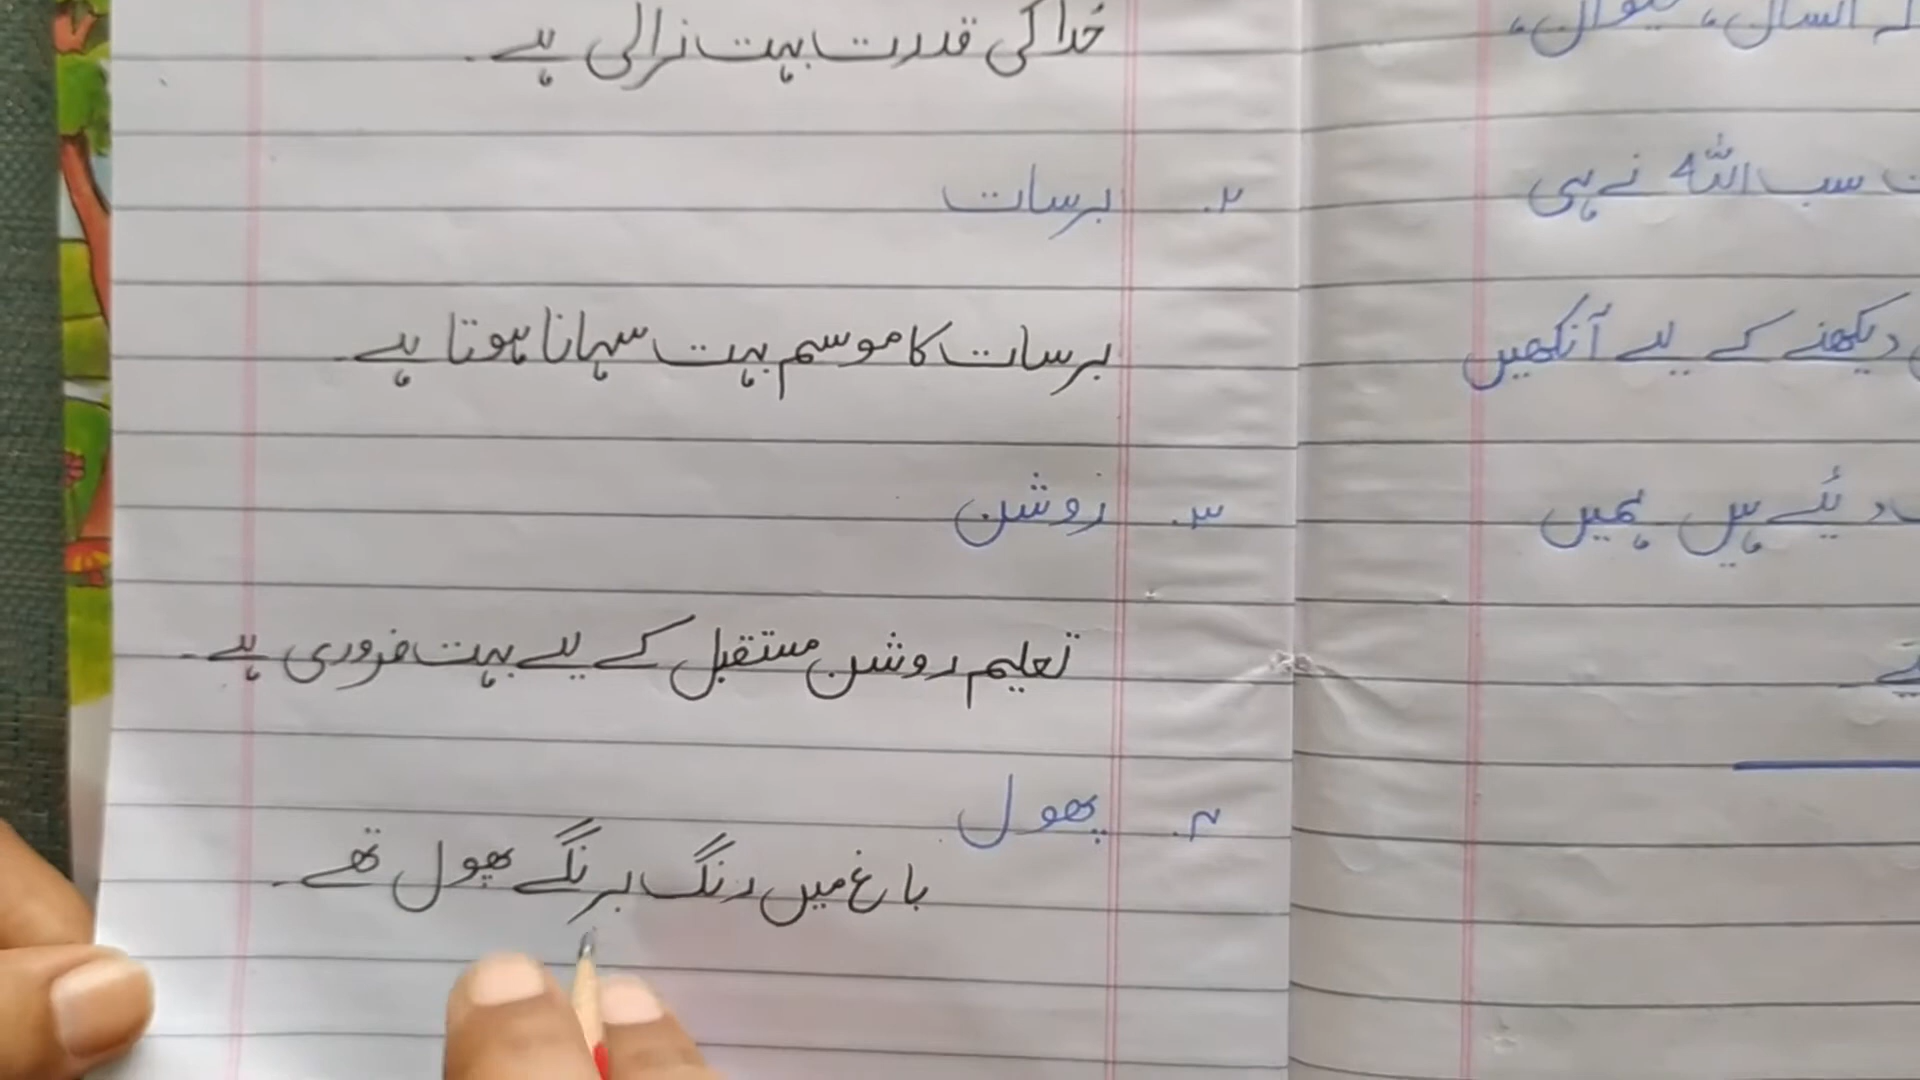 خُدا کی قدرت بہت نرالی ہے۔
۲۔ برسات
برسات کا موسم بہت سہانا ہوتا ہے۔
۳۔ روشن
تعلیم روشن مستقبل کے لیے بہت ضروری ہے۔
۴۔ پھول
باغ میں رنگ برنگے پھول تھے۔
سب اللہ نے ہی
دیکھنے کے لیے آنکھیں
دیئے ہیں ہمیں